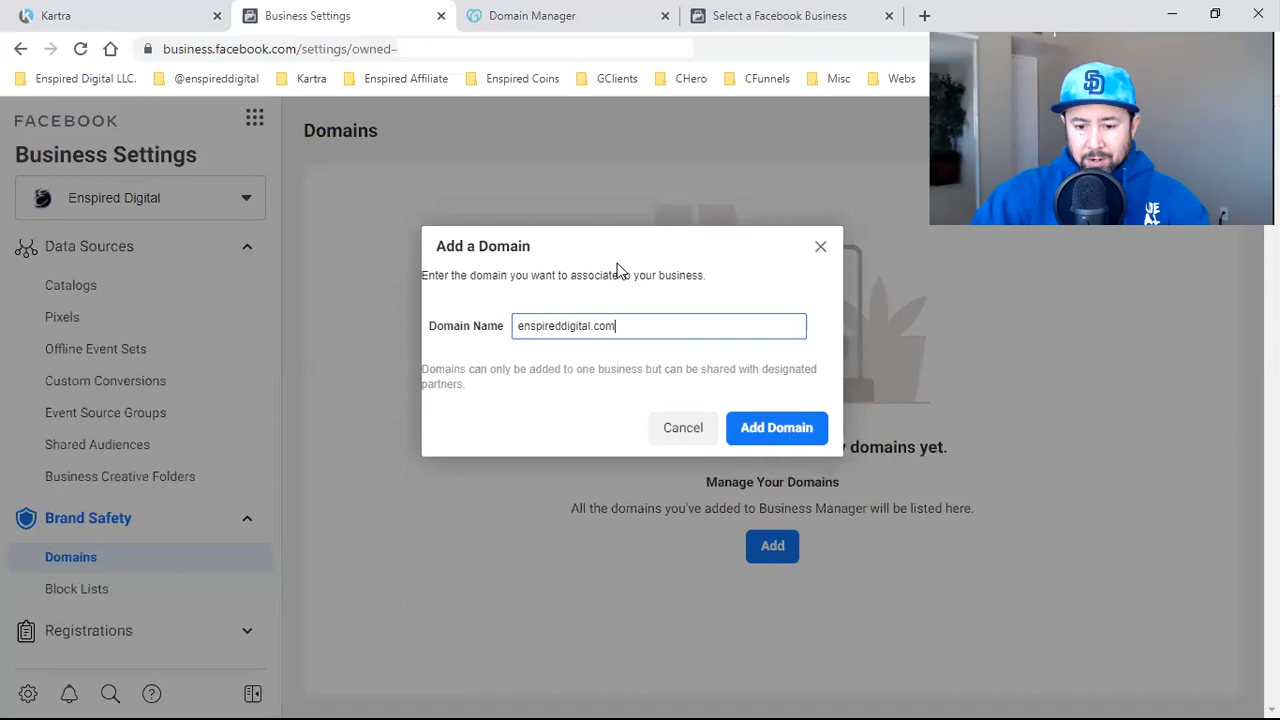 Kartra
Business Settings
Domain Manager
Select a Facebook Business
business.facebook.com/settings/owned-
Enspired Digital LLC.
@enspireddigital
Kartra
Enspired Affiliate
Enspired Coins
GClients
CHero
CFunnels
Misc
Webs
FACEBOOK
Business Settings
Enspired Digital
Data Sources
Catalogs
Pixels
Offline Event Sets
Custom Conversions
Event Source Groups
Shared Audiences
Business Creative Folders
Brand Safety
Domains
Block Lists
Registrations
Domains
Add a Domain
Enter the domain you want to associate to your business.
Domain Name
enspireddigital.com
Domains can only be added to one business but can be shared with designated
partners.
Cancel
Add Domain
domains yet.
Manage Your Domains
All the domains you've added to Business Manager will be listed here.
Add
SD